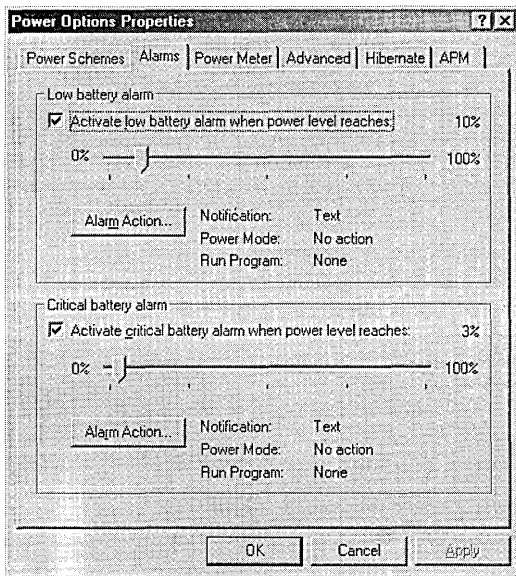 Power Options Properties ? X
Power Schemes Alarms Power Meter Advanced Hibernate APM
Low battery alarm
Activate low battery alarm when power level reaches: 10%
0% 100%
Alarm Action... Notification: Text
Power Mode: No action
Run Program: None
Critical battery alarm
Activate critical battery alarm when power level reaches: 3%
0% 100%
Alarm Action... Notification: Text
Power Mode: No action
Run Program: None
OK Cancel Apply